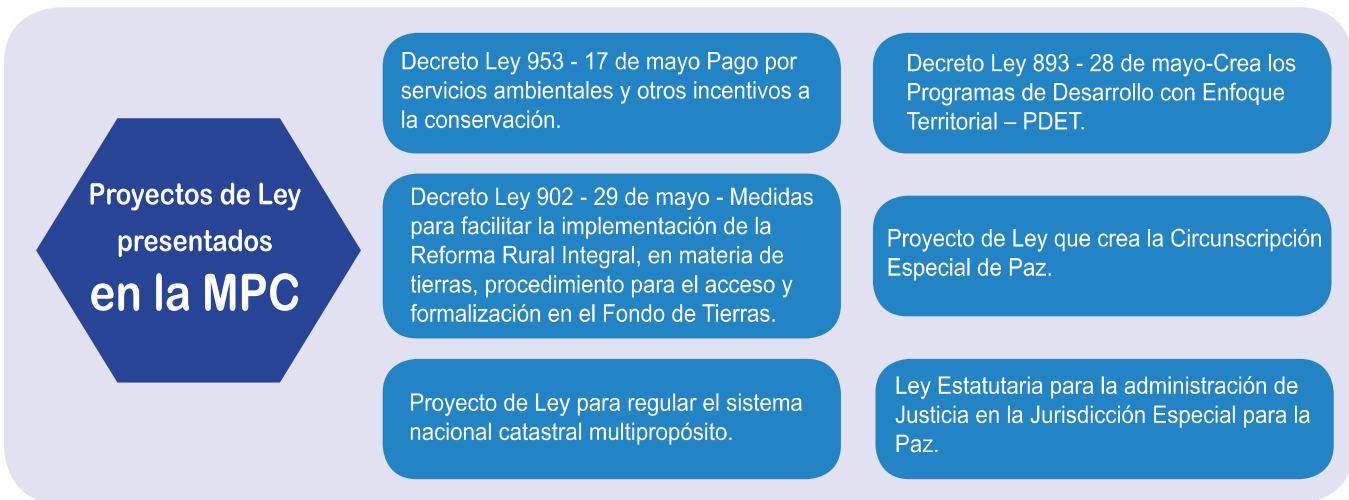 Proyectos de Ley
presentados
en la MPC
Decreto Ley 953 - 17 de mayo Pago por
servicios ambientales y otros incentivos a
la conservación.
Decreto Ley 893 - 28 de mayo-Crea los
Programas de Desarrollo con Enfoque
Territorial – PDET.
Decreto Ley 902 - 29 de mayo - Medidas
para facilitar la implementación de la
Reforma Rural Integral, en materia de
tierras, procedimiento para el acceso y
formalización en el Fondo de Tierras.
Proyecto de Ley que crea la Circunscripción
Especial de Paz.
Proyecto de Ley para regular el sistema
nacional catastral multipropósito.
Ley Estatutaria para la administración de
Justicia en la Jurisdicción Especial para la
Paz.